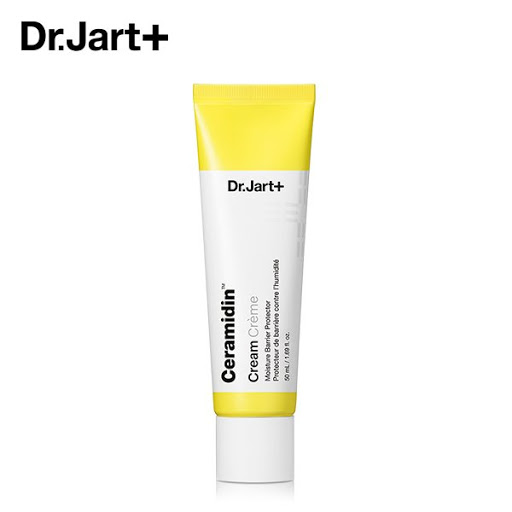 Dr.Jart+
Dr.Jart+
Ceramidin™
Cream Crème
Moisture Barrier Protector
Protecteur de barrière contre l'humidité
50 mL / 1.69 fl. oz.